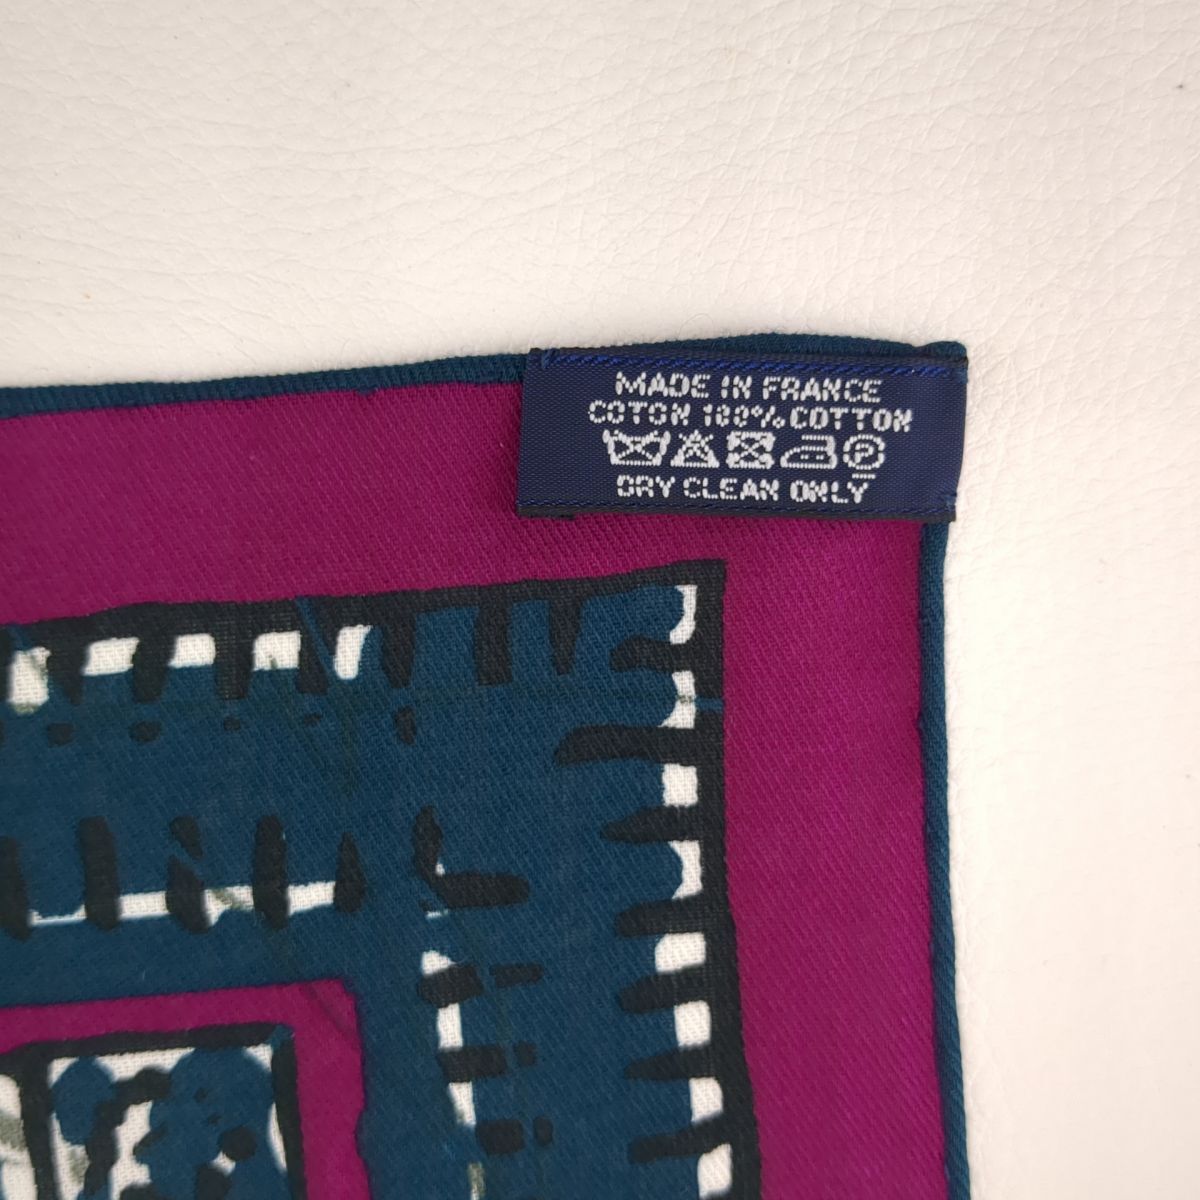 MADE IN FRANCE
COTON 100% COTTON
P
DRY CLEAN ONLY